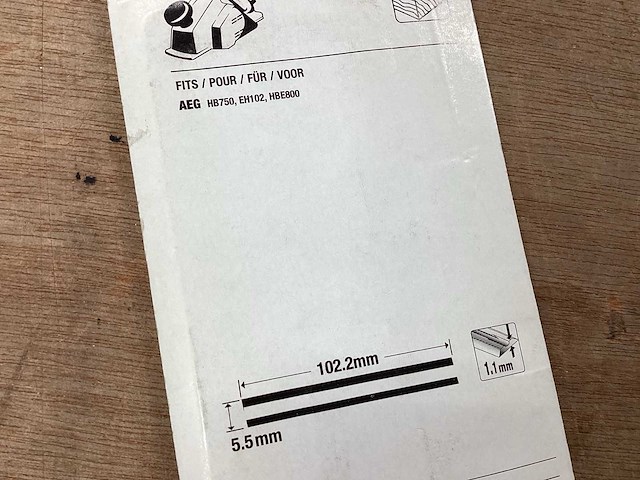 FITS / POUR / FÜR / VOOR
AEG HB750, EH102, HBE800
102.2mm
1.1mm
5.5mm